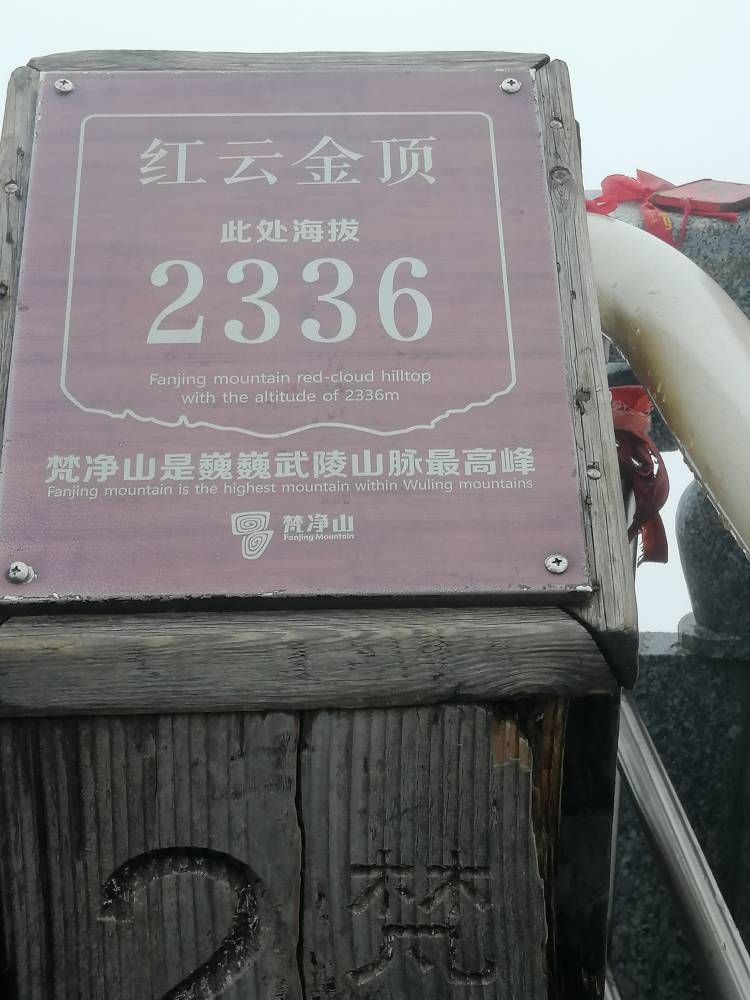 红云金顶
此处海拔
2336
Fanjing mountain red-cloud hilltop
with the altitude of 2336m
梵净山是巍巍武陵山脉最高峰
Fanjing mountain is the highest mountain within Wuling mountains
梵净山
Fanjing Mountain
2 梵